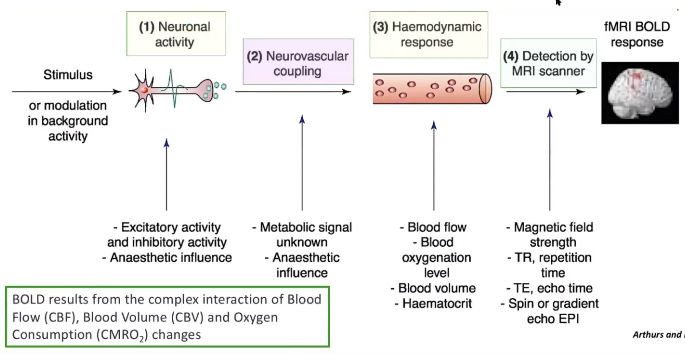 (1) Neuronal
activity
(2) Neurovascular
coupling
(3) Haemodynamic
response
(4) Detection by
MRI scanner
fMRI BOLD
response
Stimulus
or modulation
in background
activity
- Excitatory activity
and inhibitory activity
- Anaesthetic influence
- Metabolic signal
unknown
- Anaesthetic
influence
- Blood flow
- Blood
oxygenation
level
- Blood volume
- Haematocrit
- Magnetic field
strength
- TR, repetition
time
- TE, echo time
- Spin or gradient
echo EPI
BOLD results from the complex interaction of Blood
Flow (CBF), Blood Volume (CBV) and Oxygen
Consumption (CMRO₂) changes
Arthurs and